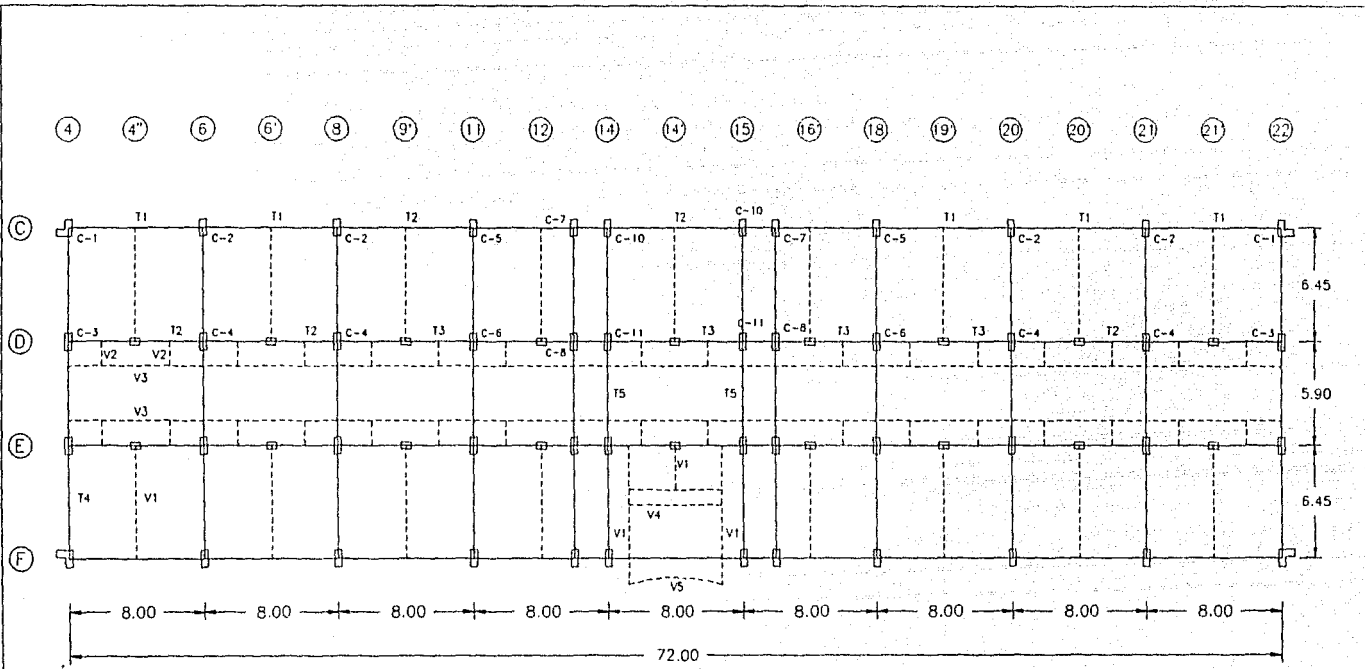 4 4'' 6 6' 8 9' 11 12 14 14' 15 16' 18 19' 20 20' 21 21' 22
T1 T1 T2 C-7 T2 C-10 T1 T1 T1
C
C-1 C-2 C-2 C-5 C-10 C-7 C-5 C-2 C-2 C-1
6.45
C-3 T2 C-4 T2 C-4 T3 C-6 C-11 T3 C-11 C-8 T3 C-6 T3 C-4 T2 C-4 C-3
D
V2 V2 C-8
V3
T5 T5 5.90
V3
E
V1
T4 V1 6.45
V4
V1 V1
F
V5
8.00 8.00 8.00 8.00 8.00 8.00 8.00 8.00 8.00
72.00